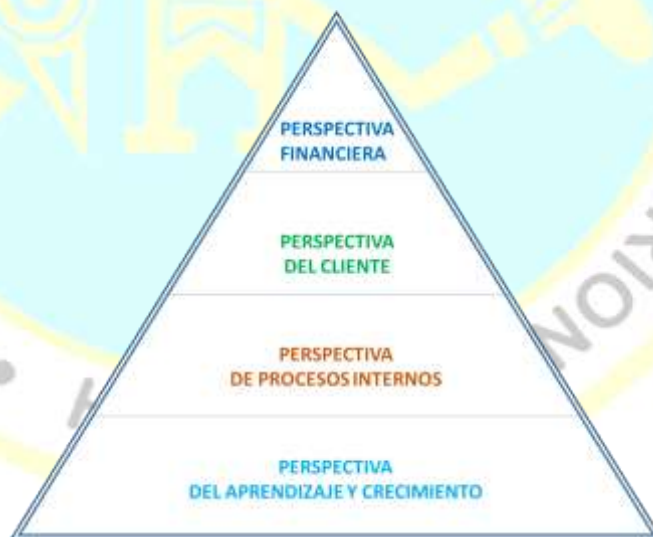 PERSPECTIVA
FINANCIERA
PERSPECTIVA
DEL CLIENTE
PERSPECTIVA
DE PROCESOS INTERNOS
PERSPECTIVA
DEL APRENDIZAJE Y CRECIMIENTO